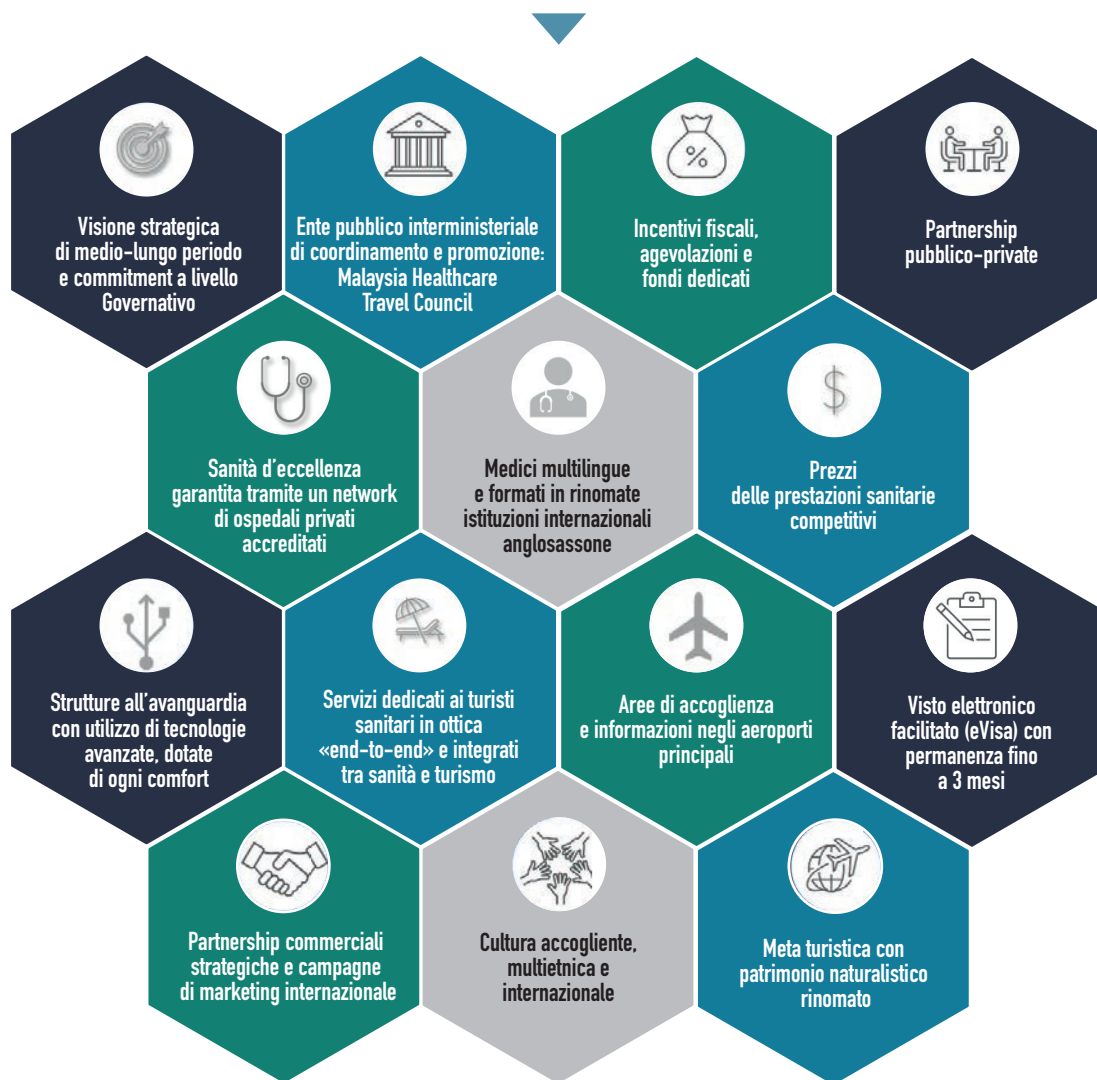 Visione strategica
di medio-lungo periodo
e commitment a livello
Governativo
Ente pubblico interministeriale
di coordinamento e promozione:
Malaysia Healthcare
Travel Council
%
Incentivi fiscali,
agevolazioni e
fondi dedicati
Partnership
pubblico-private
Sanità d'eccellenza
garantita tramite un network
di ospedali privati
accreditati
Medici multilingue
e formati in rinomate
istituzioni internazionali
anglosassone
$
Prezzi
delle prestazioni sanitarie
competitivi
Strutture all'avanguardia
con utilizzo di tecnologie
avanzate, dotate
di ogni comfort
Servizi dedicati ai turisti
sanitari in ottica
«end-to-end» e integrati
tra sanità e turismo
Aree di accoglienza
e informazioni negli aeroporti
principali
Visto elettronico
facilitato (eVisa) con
permanenza fino
a 3 mesi
Partnership commerciali
strategiche e campagne
di marketing internazionale
Cultura accogliente,
multietnica e
internazionale
Meta turistica con
patrimonio naturalistico
rinomato